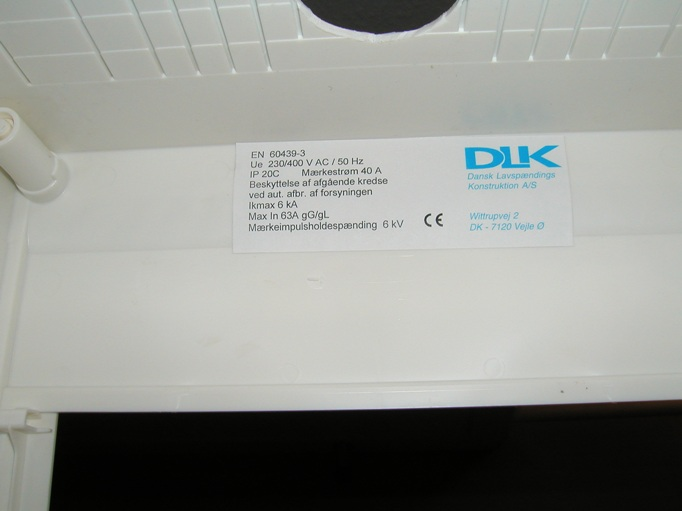 EN 60439-3
Ue 230/400 V AC / 50 Hz
IP 20C Mærkestrøm 40 A
Beskyttelse af afgående kredse
ved aut. afbr. af forsyningen
Ikmax 6 kA
Max In 63A gG/gL
Mærkeimpulsholdespænding 6 kV
CE
DLK
Dansk Lavspændings
Konstruktion A/S
Wittrupvej 2
DK - 7120 Vejle Ø